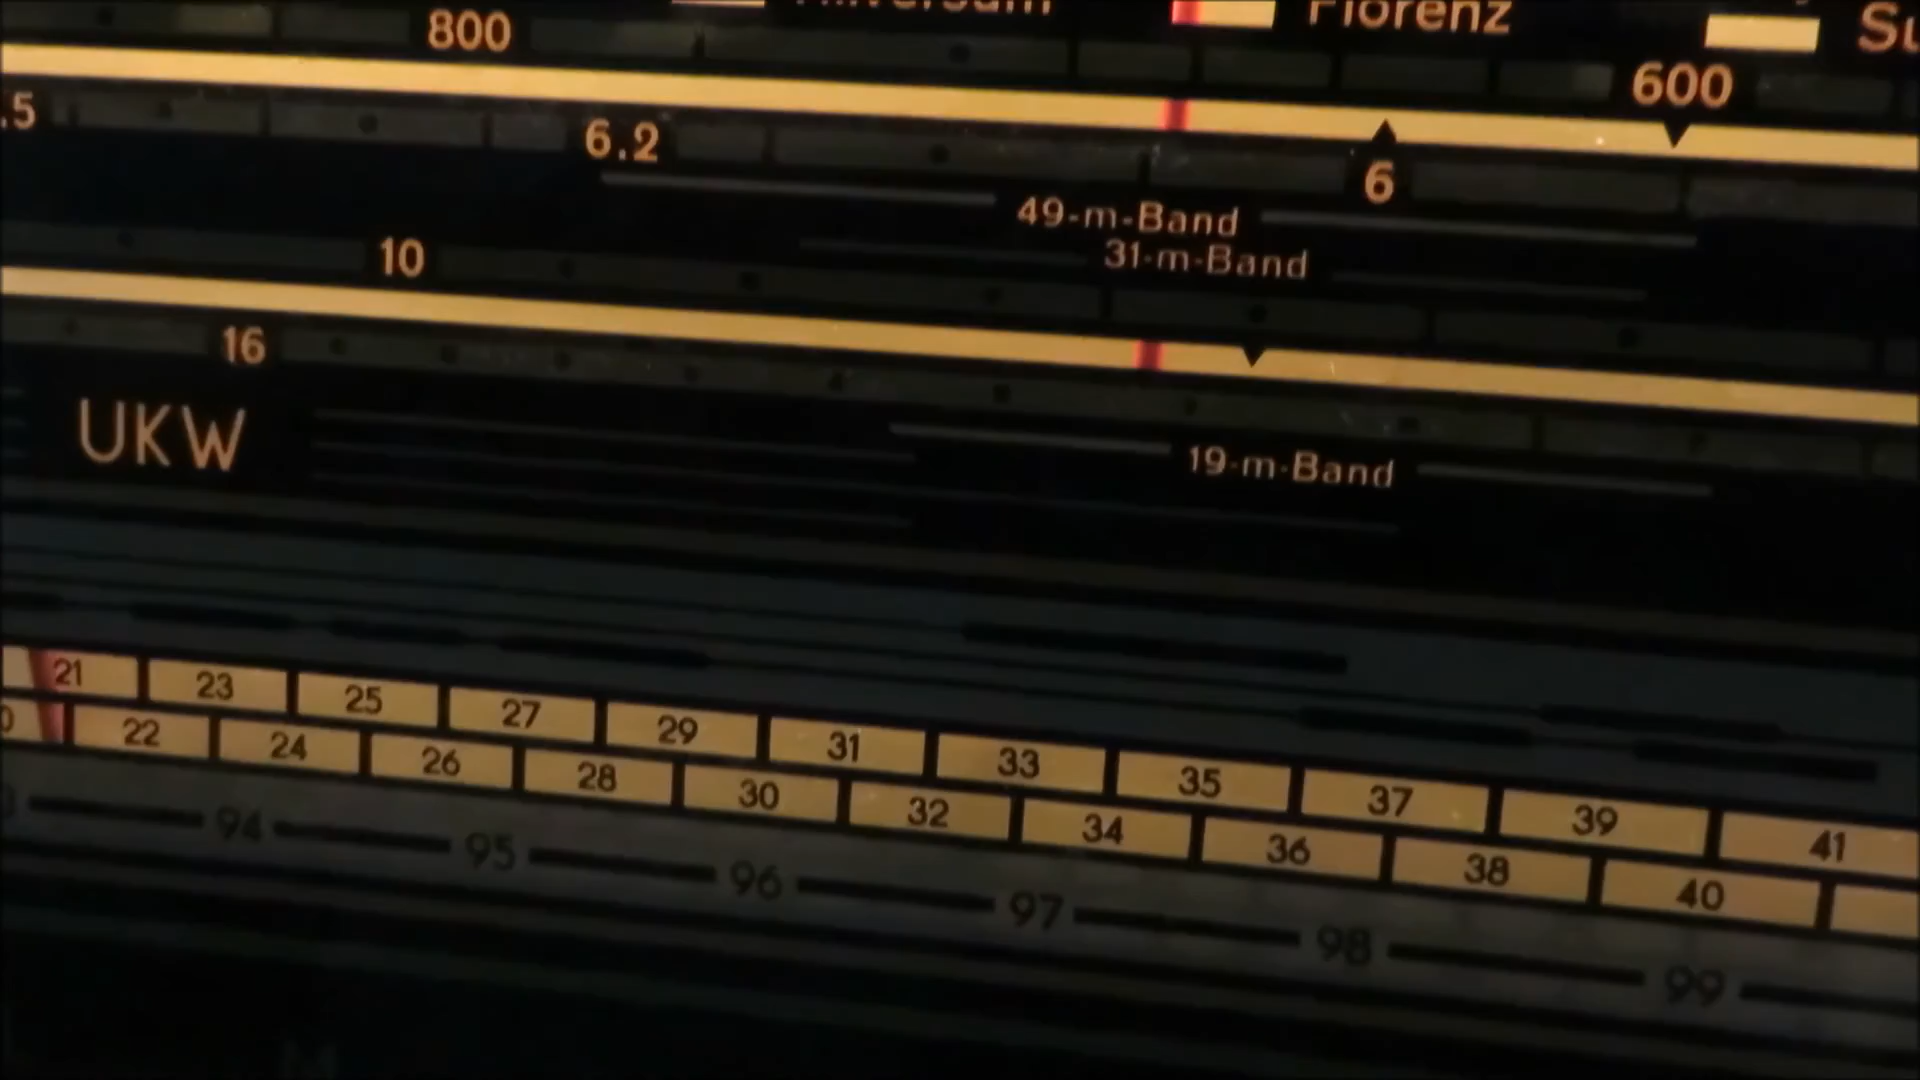 Florenz
800 600
.5 6.2 6
49-m-Band
31-m-Band
10
16
UKW
19-m-Band
21 23 25 27 29 31 33 35 37 39 41
22 24 26 28 30 32 34 36 38 40
94 95 96 97 98 99